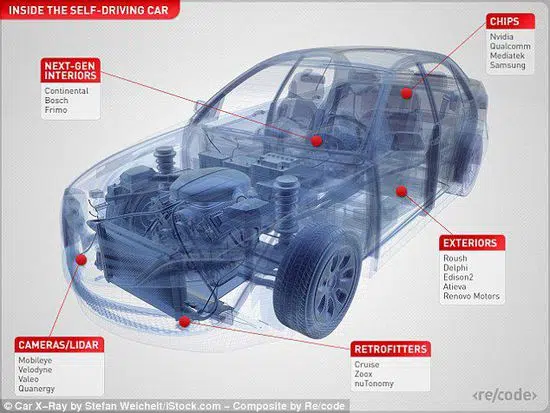 INSIDE THE SELF-DRIVING CAR
CHIPS
Nvidia
Qualcomm
Mediatek
Samsung
NEXT-GEN
INTERIORS
Continental
Bosch
Frimo
EXTERIORS
Roush
Delphi
Edison2
Atieva
Renovo Motors
CAMERAS/LIDAR
Mobileye
Velodyne
Valeo
Quanergy
RETROFITTERS
Cruise
Zoox
nuTonomy
<re/code>
© Car X-Ray by Stefan Weichelt/iStock.com – Composite by Re/code